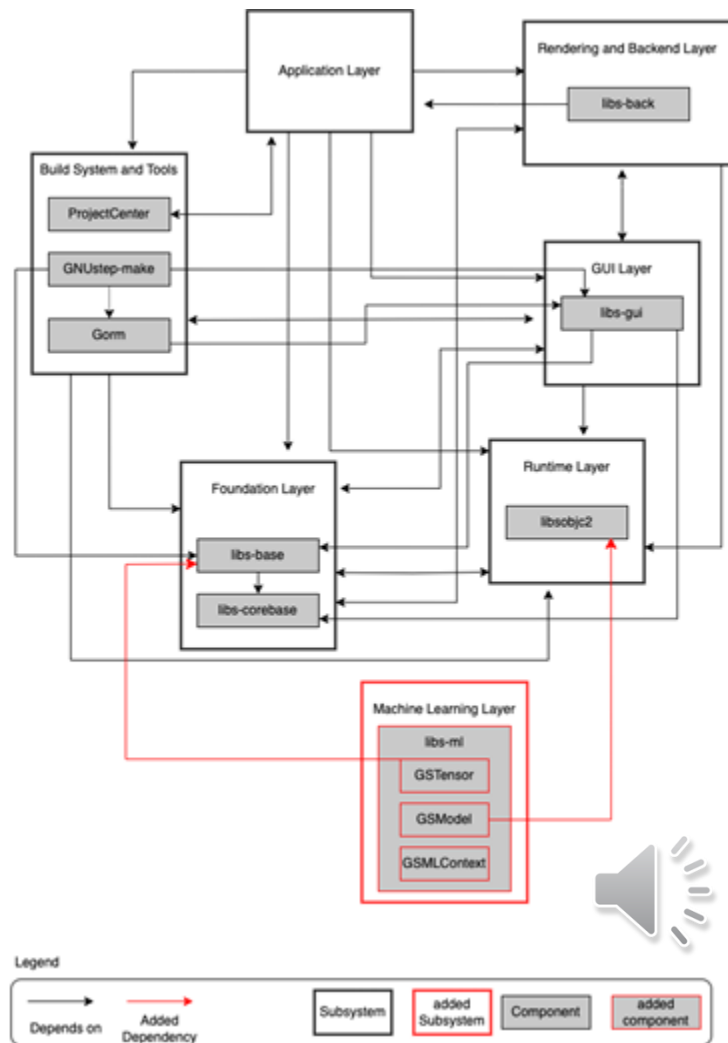 Application Layer
Rendering and Backend Layer
libs-back
Build System and Tools
ProjectCenter
GNUstep-make
Gorm
GUI Layer
libs-gui
Foundation Layer
libs-base
libs-corebase
Runtime Layer
libsobjc2
Machine Learning Layer
libs-ml
GSTensor
GSModel
GSMLContext
Legend
Depends on
Added
Dependency
Subsystem
added
Subsystem
Component
added
component